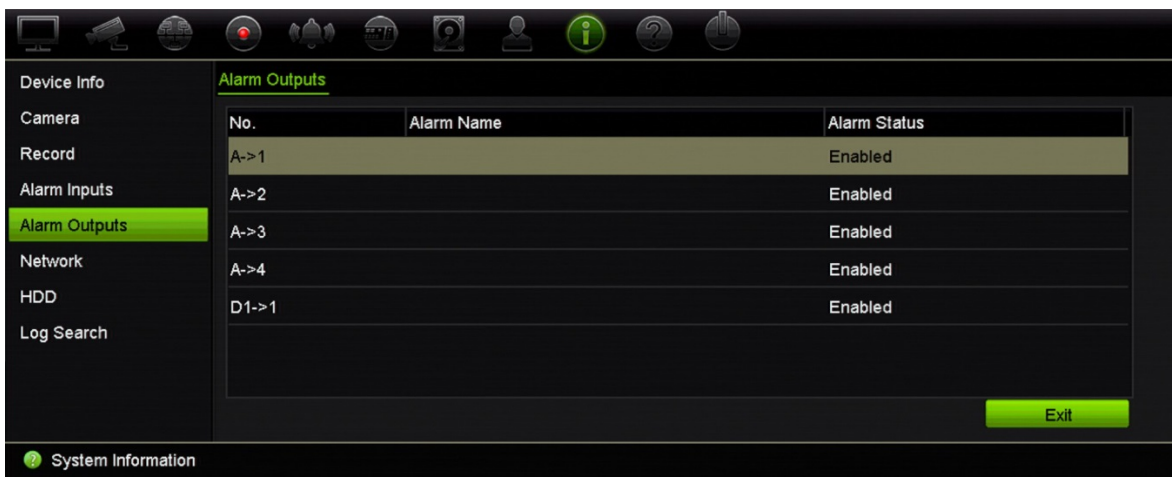 Device Info
Camera
Record
Alarm Inputs
Alarm Outputs
Network
HDD
Log Search
Alarm Outputs
No. Alarm Name Alarm Status
A->1 Enabled
A->2 Enabled
A->3 Enabled
A->4 Enabled
D1->1 Enabled
Exit
System Information